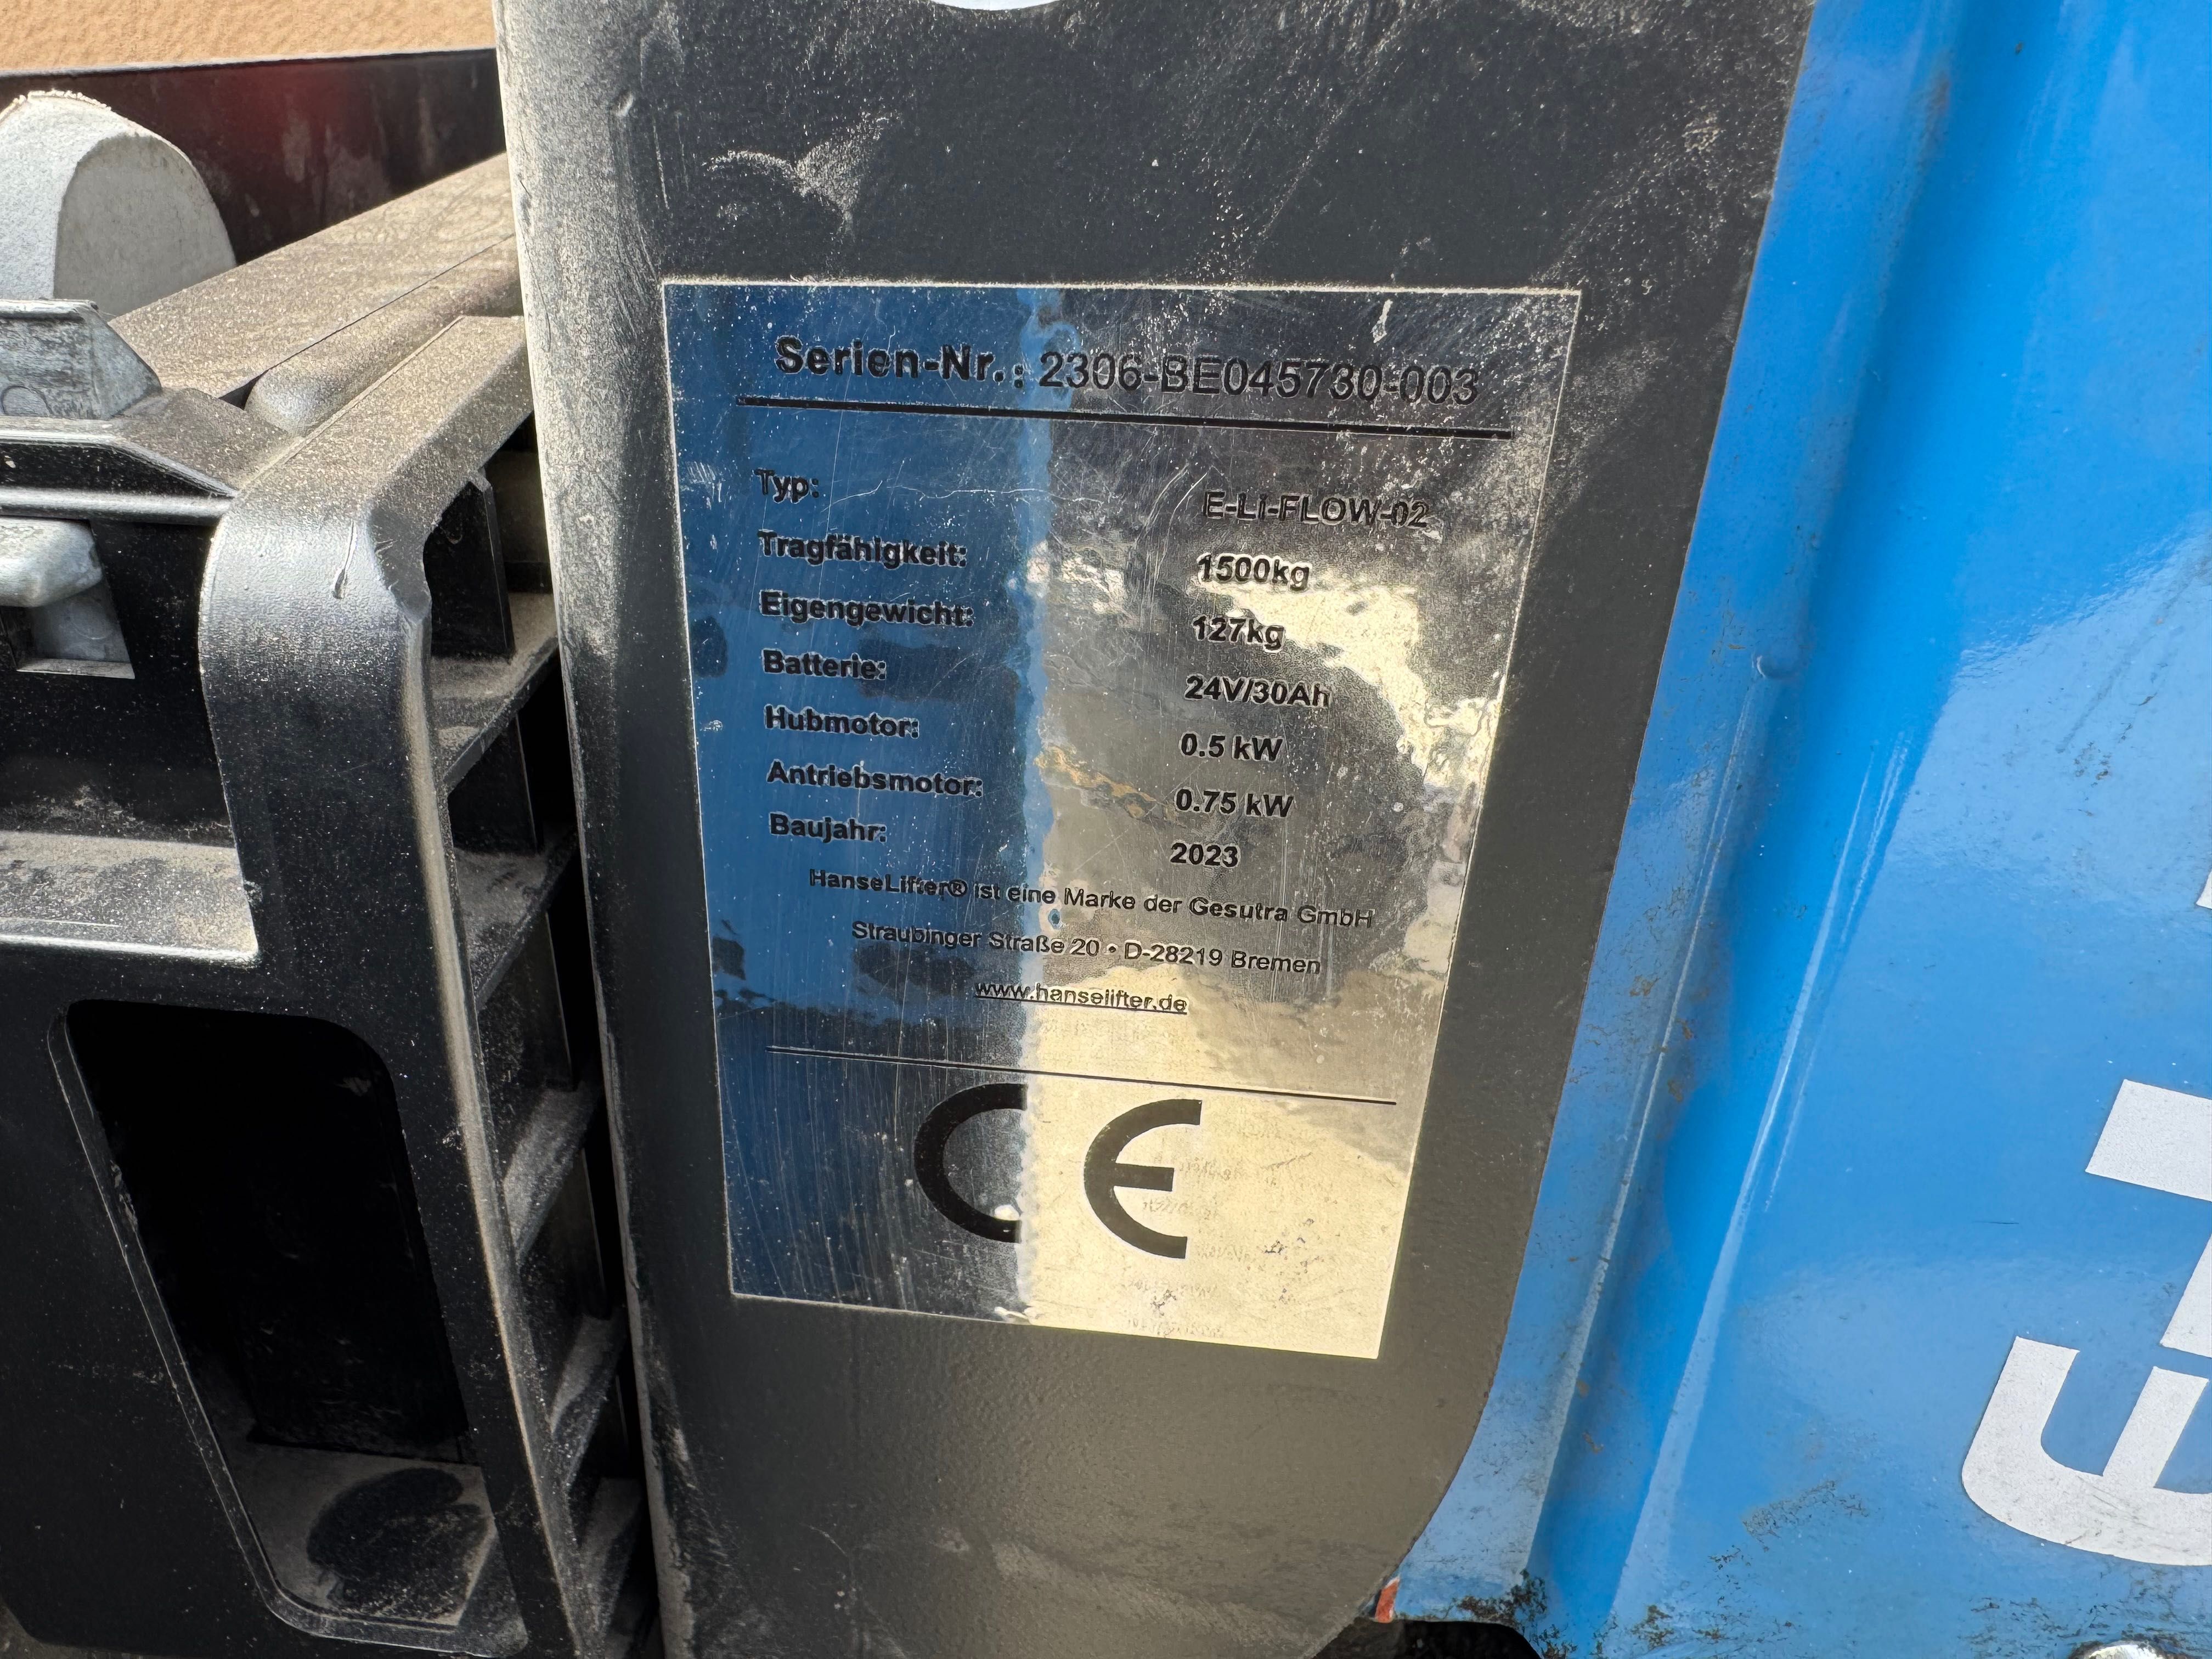 Serien-Nr.: 2306-BE045730-003
Typ: E-Li-FLOW-02
Tragfähigkeit: 1500kg
Eigengewicht: 127kg
Batterie: 24V/30Ah
Hubmotor: 0.5 kW
Antriebsmotor: 0.75 kW
Baujahr: 2023
HanseLifter® ist eine Marke der Gesutra GmbH
Straubinger Straße 20 • D-28219 Bremen
www.hanselifter.de
CE